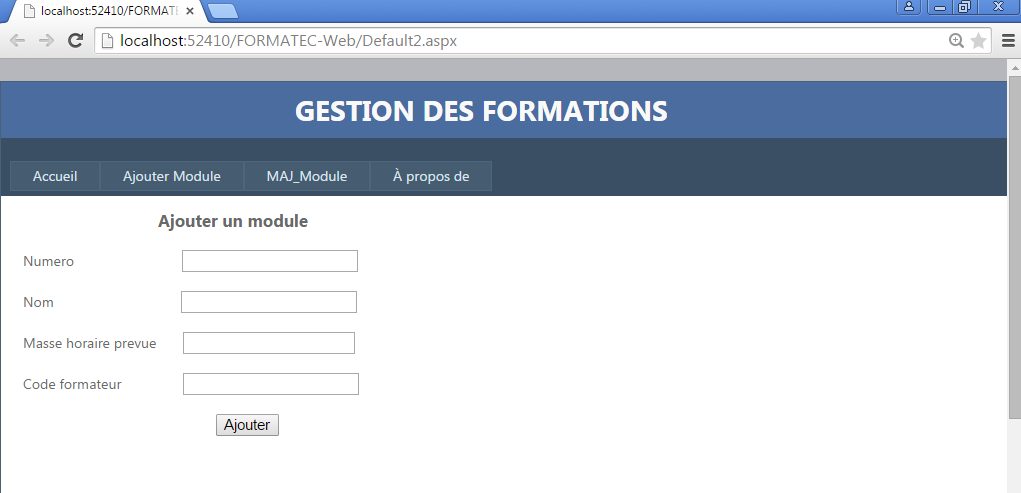 localhost:52410/FORMATE
localhost:52410/FORMATEC-Web/Default2.aspx
GESTION DES FORMATIONS
Accueil Ajouter Module MAJ_Module À propos de
Ajouter un module
Numero
Nom
Masse horaire prevue
Code formateur
Ajouter